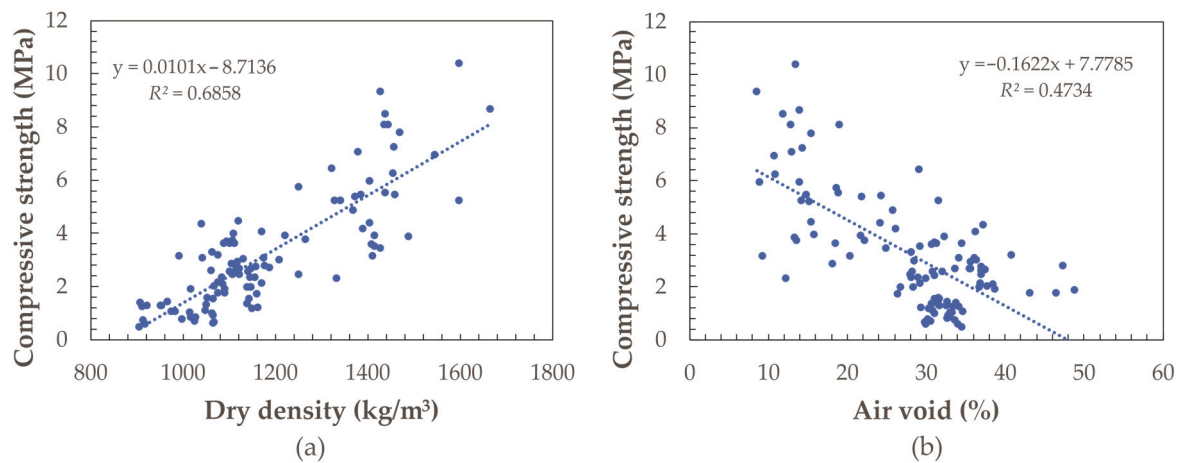 12
10
8
6
4
2
0
Compressive strength (MPa)
y = 0.0101x − 8.7136
R² = 0.6858
800 1000 1200 1400 1600 1800
Dry density (kg/m³)
(a)
12
10
8
6
4
2
0
Compressive strength (MPa)
y =−0.1622x + 7.7785
R² = 0.4734
0 10 20 30 40 50 60
Air void (%)
(b)